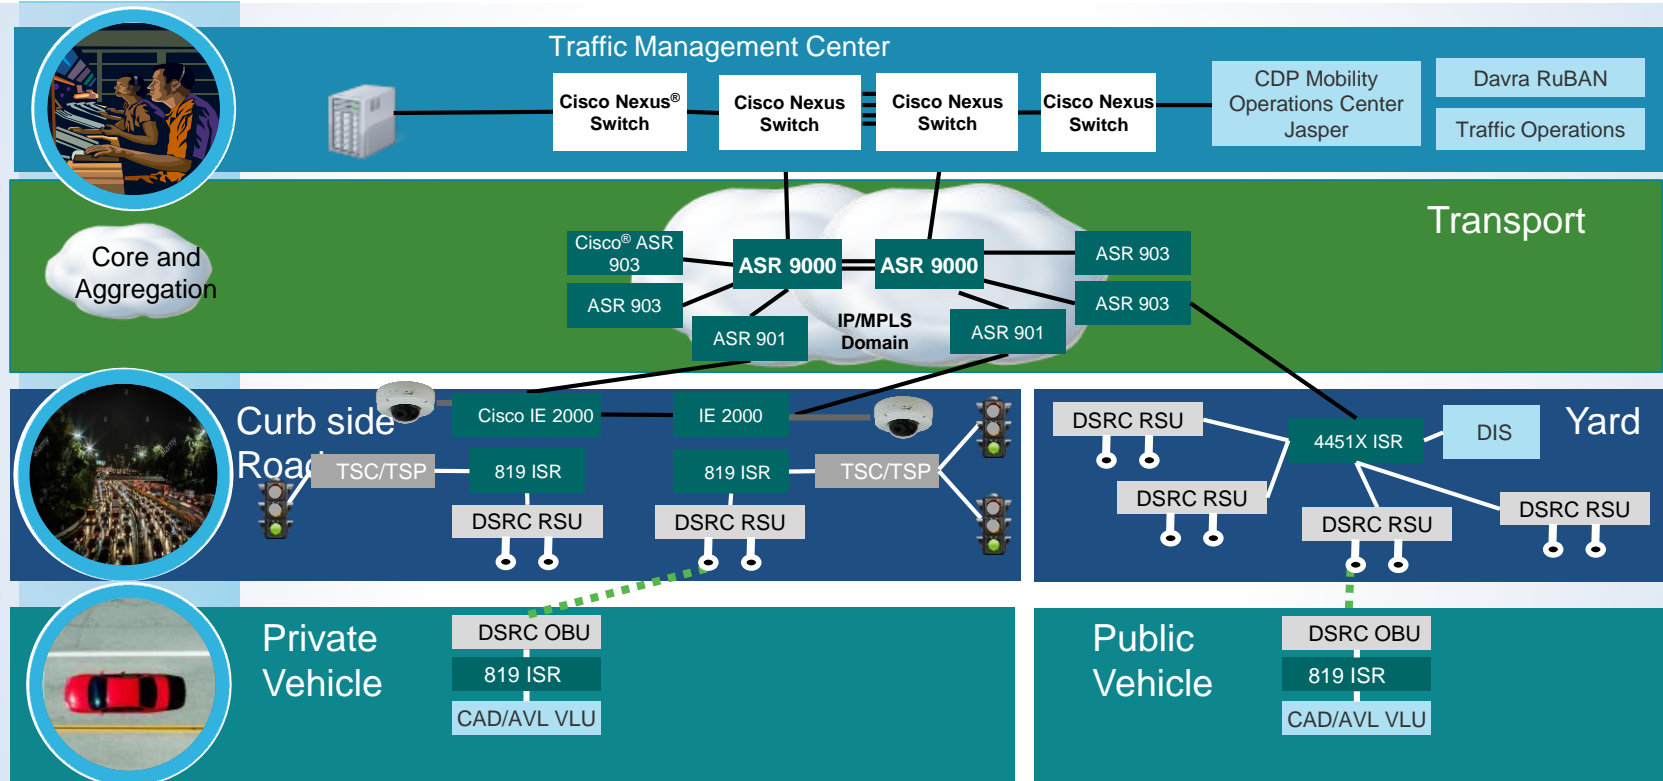 Traffic Management Center
Cisco Nexus®
Switch
Cisco Nexus
Switch
Cisco Nexus
Switch
Cisco Nexus
Switch
CDP Mobility
Operations Center
Jasper
Davra RuBAN
Traffic Operations
Transport
Core and
Aggregation
Cisco® ASR
903
ASR 903
ASR 9000
ASR 9000
ASR 903
ASR 903
ASR 901
IP/MPLS
Domain
ASR 901
Curb side
Road
Cisco IE 2000
IE 2000
TSC/TSP
819 ISR
819 ISR
TSC/TSP
DSRC RSU
DSRC RSU
Yard
DSRC RSU
4451X ISR
DIS
DSRC RSU
DSRC RSU
DSRC RSU
Private
Vehicle
DSRC OBU
819 ISR
CAD/AVL VLU
Public
Vehicle
DSRC OBU
819 ISR
CAD/AVL VLU